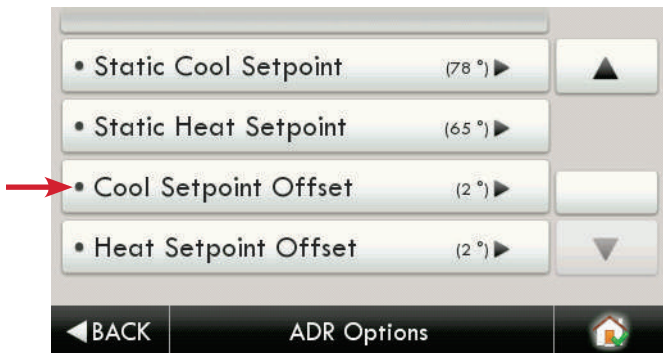 • Static Cool Setpoint (78 °)▶
• Static Heat Setpoint (65 °)▶
• Cool Setpoint Offset (2 °)▶
• Heat Setpoint Offset (2 °)▶
◀BACK ADR Options